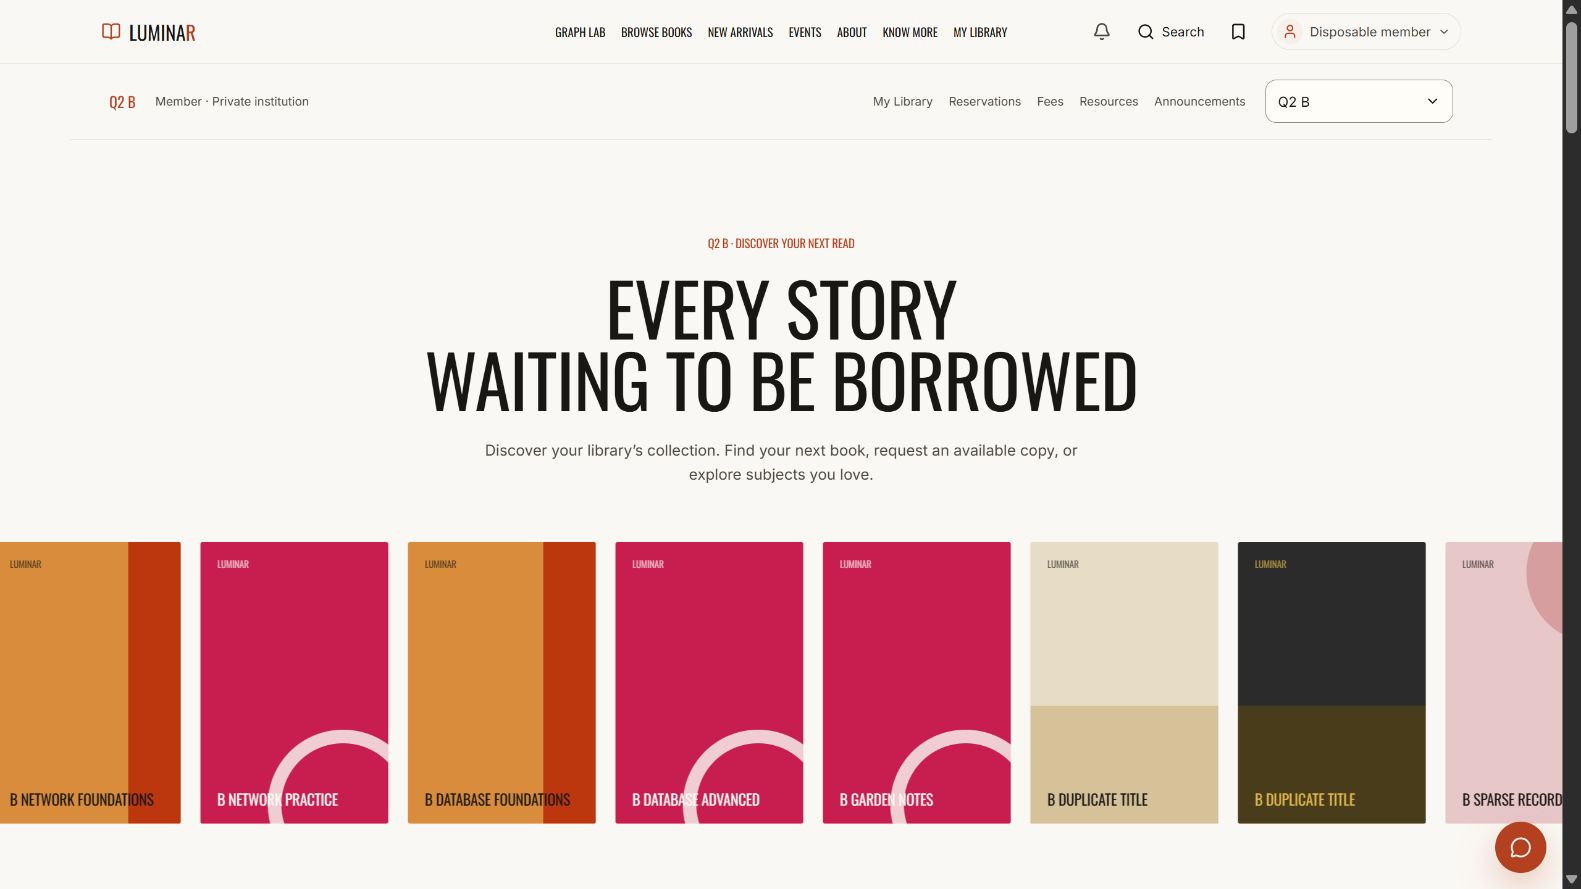 LUMINAR
GRAPH LAB BROWSE BOOKS NEW ARRIVALS EVENTS ABOUT KNOW MORE MY LIBRARY
Search
Disposable member
Q2 B Member · Private institution
My Library Reservations Fees Resources Announcements
Q2 B
Q2 B · DISCOVER YOUR NEXT READ
EVERY STORY
WAITING TO BE BORROWED
Discover your library’s collection. Find your next book, request an available copy, or
explore subjects you love.
LUMINAR
B NETWORK FOUNDATIONS
LUMINAR
B NETWORK PRACTICE
LUMINAR
B DATABASE FOUNDATIONS
LUMINAR
B DATABASE ADVANCED
LUMINAR
B GARDEN NOTES
LUMINAR
B DUPLICATE TITLE
LUMINAR
B DUPLICATE TITLE
LUMINAR
B SPARSE RECORD